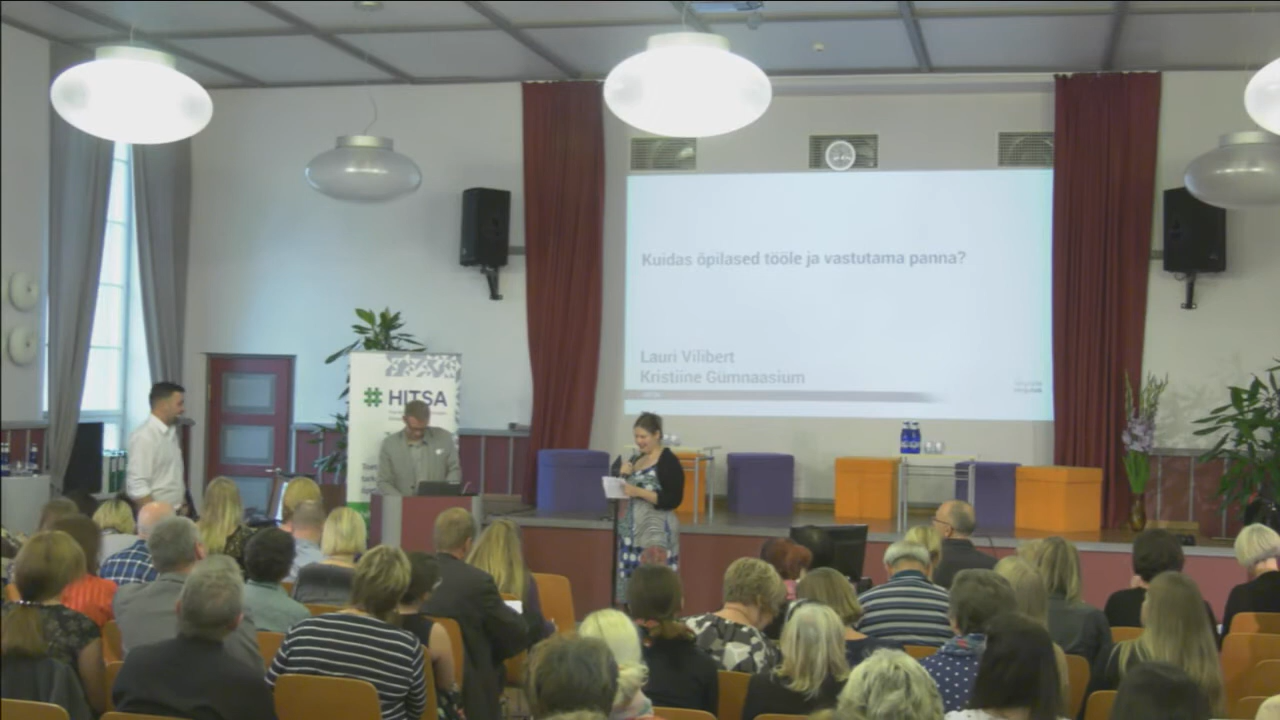 Kuidas õpilased tööle ja vastutama panna?
Lauri Vilibert
Kristiine Gümnaasium
# HITSA